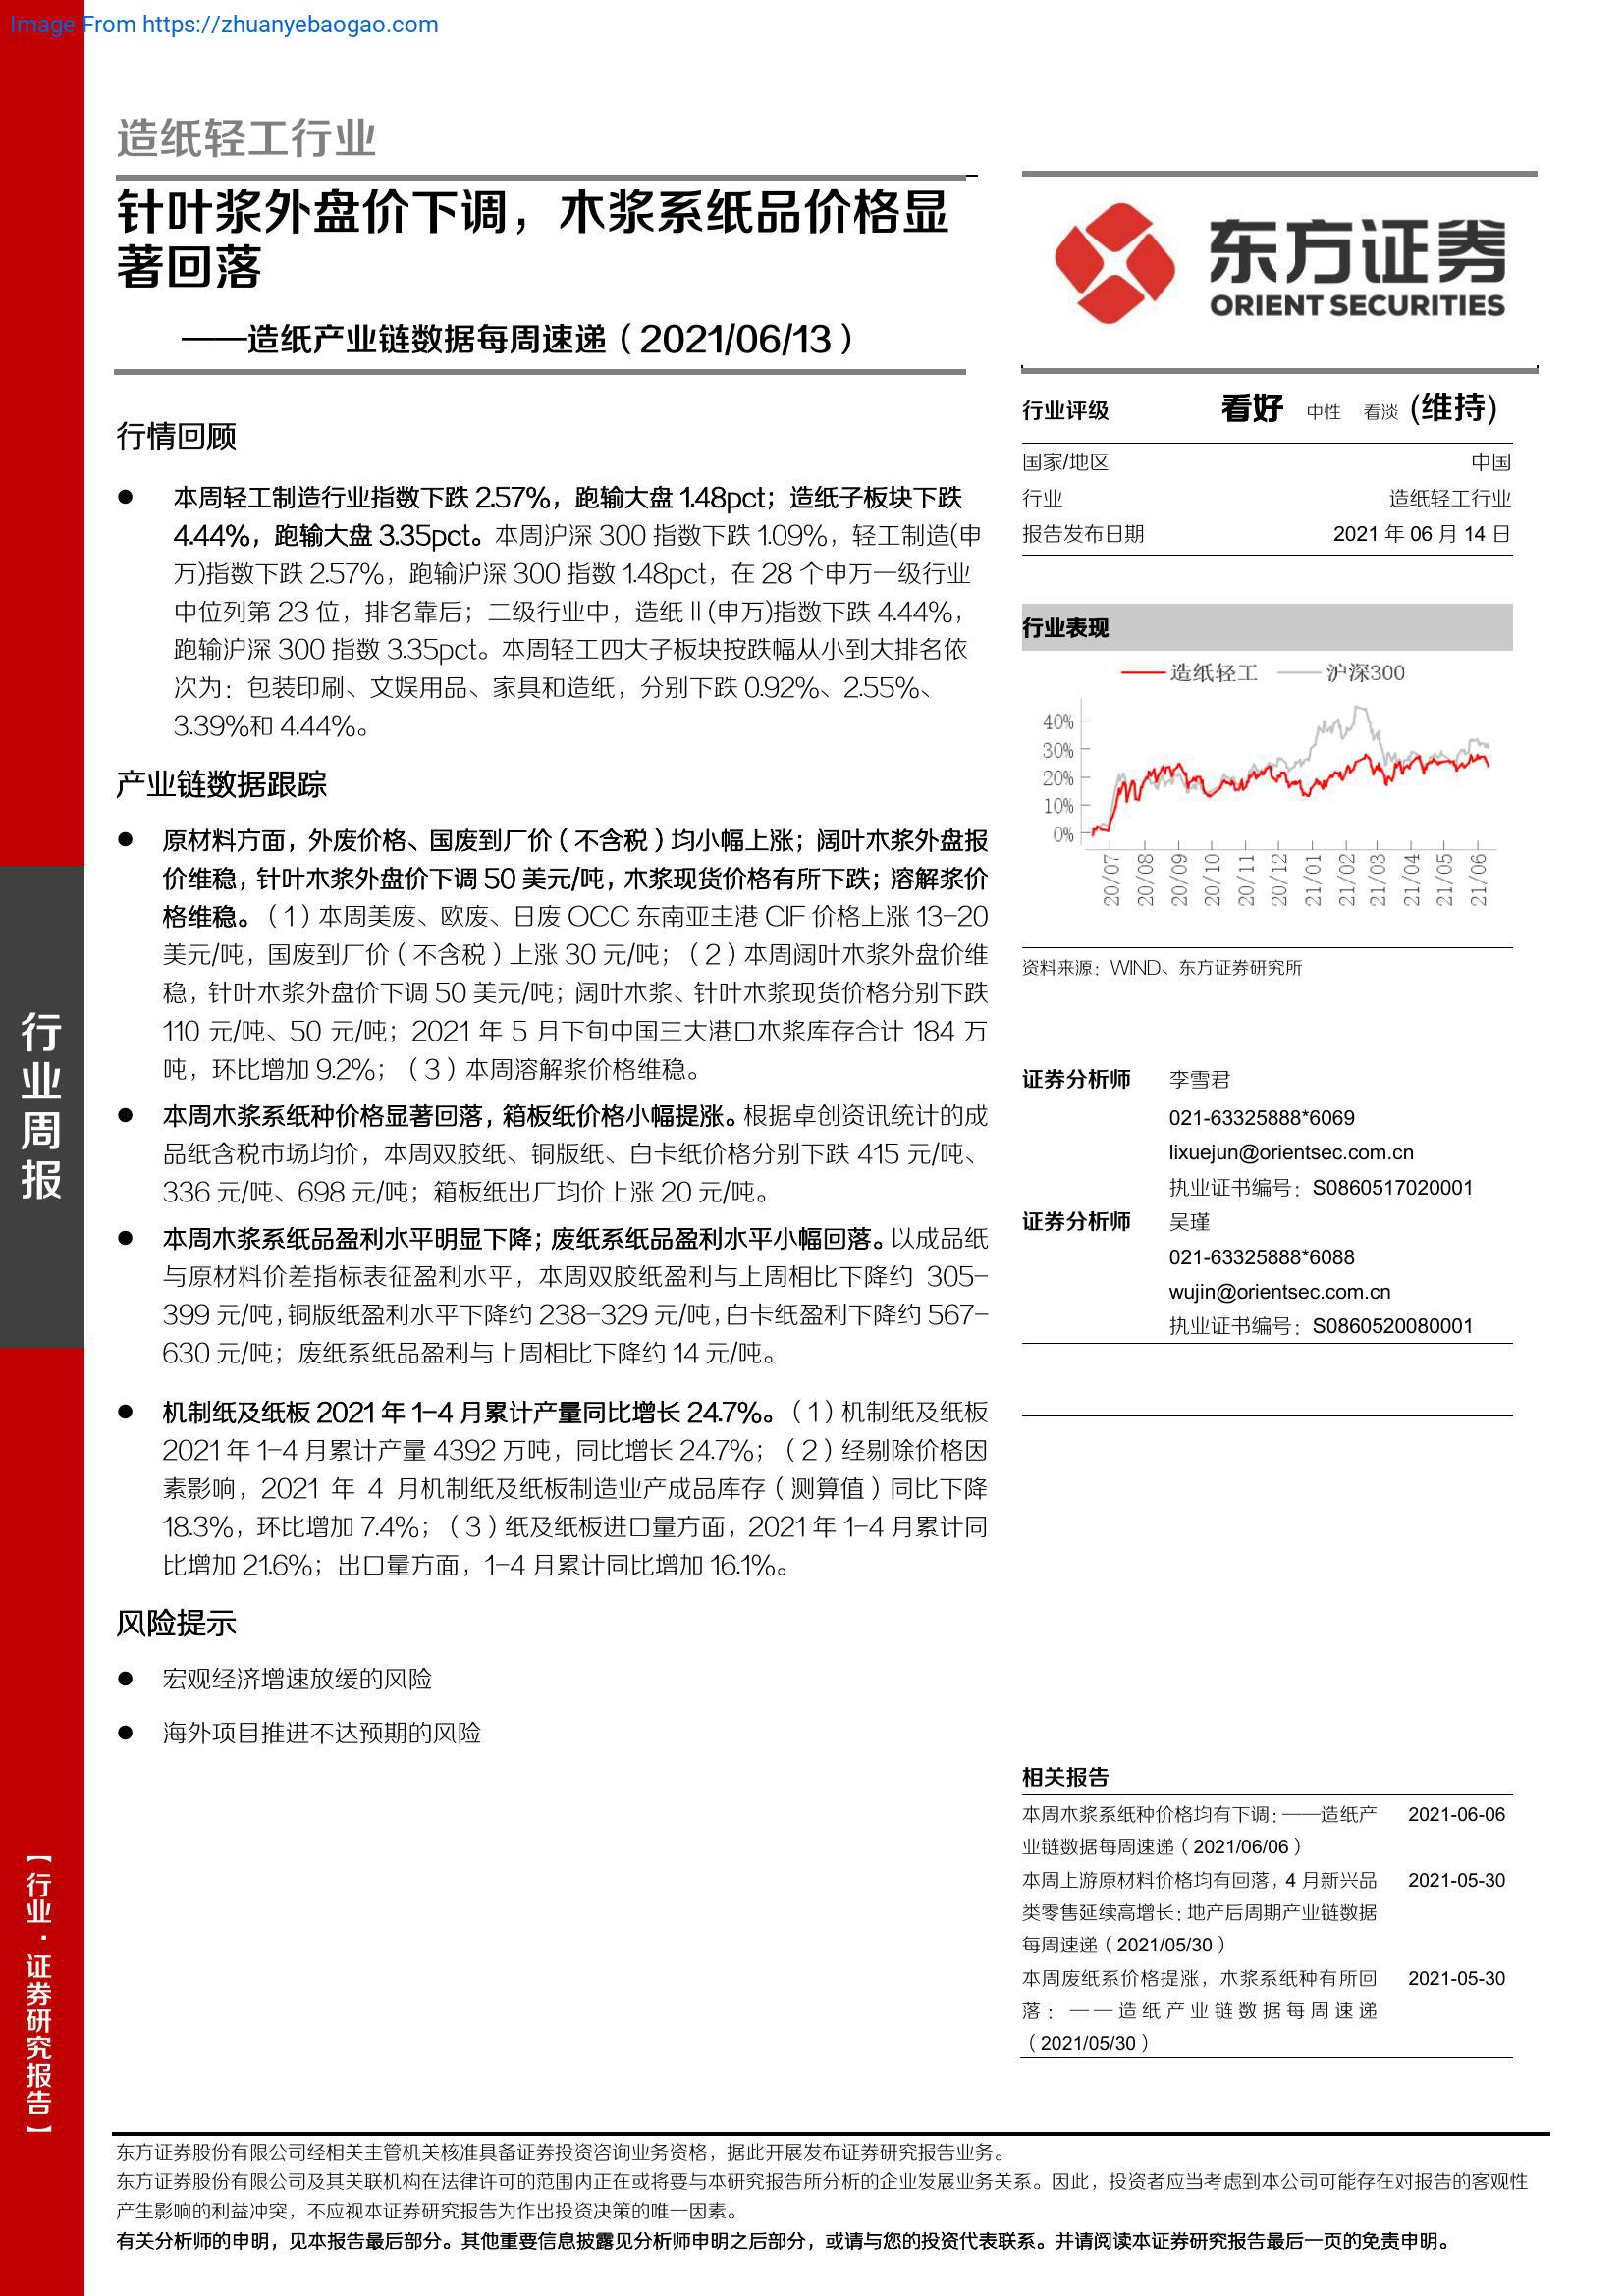 Image From https://zhuanyebaogao.com
造纸轻工行业
针叶浆外盘价下调，木浆系纸品价格显
著回落
——造纸产业链数据每周速递（2021/06/13）
行情回顾
● 本周轻工制造行业指数下跌 2.57%，跑输大盘 1.48pct；造纸子板块下跌
4.44%，跑输大盘 3.35pct。本周沪深 300 指数下跌 1.09%，轻工制造(申
万)指数下跌 2.57%，跑输沪深 300 指数 1.48pct，在 28 个申万一级行业
中位列第 23 位，排名靠后；二级行业中，造纸Ⅱ(申万)指数下跌 4.44%，
跑输沪深 300 指数 3.35pct。本周轻工四大子板块按跌幅从小到大排名依
次为：包装印刷、文娱用品、家具和造纸，分别下跌 0.92%、2.55%、
3.39%和 4.44%。
产业链数据跟踪
● 原材料方面，外废价格、国废到厂价（不含税）均小幅上涨；阔叶木浆外盘报
价维稳，针叶木浆外盘价下调 50 美元/吨，木浆现货价格有所下跌；溶解浆价
格维稳。（1）本周美废、欧废、日废 OCC 东南亚主港 CIF 价格上涨 13-20
美元/吨，国废到厂价（不含税）上涨 30 元/吨；（2）本周阔叶木浆外盘价维
稳，针叶木浆外盘价下调 50 美元/吨；阔叶木浆、针叶木浆现货价格分别下跌
110 元/吨、50 元/吨；2021 年 5 月下旬中国三大港口木浆库存合计 184 万
吨，环比增加 9.2%；（3）本周溶解浆价格维稳。
● 本周木浆系纸种价格显著回落，箱板纸价格小幅提涨。根据卓创资讯统计的成
品纸含税市场均价，本周双胶纸、铜版纸、白卡纸价格分别下跌 415 元/吨、
336 元/吨、698 元/吨；箱板纸出厂均价上涨 20 元/吨。
● 本周木浆系纸品盈利水平明显下降；废纸系纸品盈利水平小幅回落。以成品纸
与原材料价差指标表征盈利水平，本周双胶纸盈利与上周相比下降约 305-
399 元/吨，铜版纸盈利水平下降约 238-329 元/吨，白卡纸盈利下降约 567-
630 元/吨；废纸系纸品盈利与上周相比下降约 14 元/吨。
● 机制纸及纸板 2021 年 1-4 月累计产量同比增长 24.7%。（1）机制纸及纸板
2021 年 1-4 月累计产量 4392 万吨，同比增长 24.7%；（2）经剔除价格因
素影响，2021 年 4 月机制纸及纸板制造业产成品库存（测算值）同比下降
18.3%，环比增加 7.4%；（3）纸及纸板进口量方面，2021 年 1-4 月累计同
比增加 21.6%；出口量方面，1-4 月累计同比增加 16.1%。
风险提示
● 宏观经济增速放缓的风险
● 海外项目推进不达预期的风险
东方证券
ORIENT SECURITIES
行业评级 看好 中性 看淡 (维持)
国家/地区 中国
行业 造纸轻工行业
报告发布日期 2021 年 06 月 14 日
行业表现
造纸轻工 沪深300
40%
30%
20%
10%
0%
20/07 20/08 20/09 20/10 20/11 20/12 21/01 21/02 21/03 21/04 21/05 21/06
资料来源：WIND、东方证券研究所
证券分析师 李雪君
021-63325888*6069
lixuejun@orientsec.com.cn
执业证书编号：S0860517020001
证券分析师 吴瑾
021-63325888*6088
wujin@orientsec.com.cn
执业证书编号：S0860520080001
相关报告
本周木浆系纸种价格均有下调：——造纸产 2021-06-06
业链数据每周速递（2021/06/06）
本周上游原材料价格均有回落，4 月新兴品 2021-05-30
类零售延续高增长：地产后周期产业链数据
每周速递（2021/05/30）
本周废纸系价格提涨，木浆系纸种有所回 2021-05-30
落：——造纸产业链数据每周速递
（2021/05/30）
行业周报
【行业·证券研究报告】
东方证券股份有限公司经相关主管机关核准具备证券投资咨询业务资格，据此开展发布证券研究报告业务。
东方证券股份有限公司及其关联机构在法律许可的范围内正在或将要与本研究报告所分析的企业发展业务关系。因此，投资者应当考虑到本公司可能存在对报告的客观性
产生影响的利益冲突，不应视本证券研究报告为作出投资决策的唯一因素。
有关分析师的申明，见本报告最后部分。其他重要信息披露见分析师申明之后部分，或请与您的投资代表联系。并请阅读本证券研究报告最后一页的免责申明。